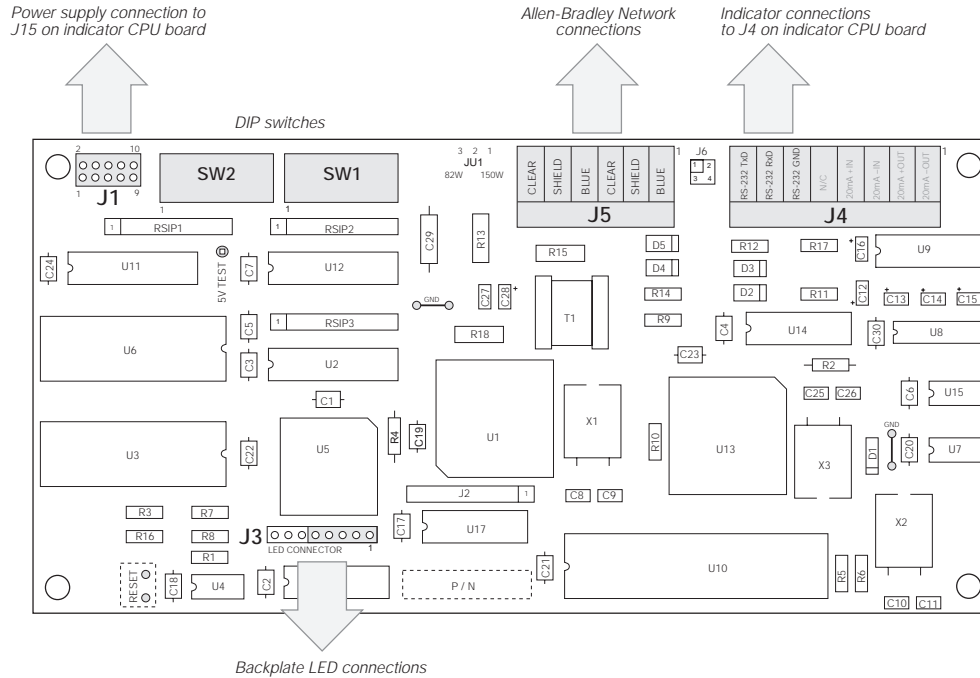 Power supply connection to
J15 on indicator CPU board
Allen-Bradley Network
connections
Indicator connections
to J4 on indicator CPU board
DIP switches
2 10
1 9
J1
SW2
1
SW1
1
3 2 1
JU1
82W 150W
CLEAR
SHIELD
BLUE
CLEAR
SHIELD
BLUE
1
J5
J6
1 2
3 4
RS-232 TxD
RS-232 RxD
RS-232 GND
N/C
20mA +IN
20mA –IN
20mA +OUT
20mA –OUT
1
J4
1 RSIP1
1 RSIP2
C29
R13
R15
D5
R12
R17
+
C16
U9
C24
U11
5V TEST
C7
U12
D4
D3
GND
C27
C28
+
T1
R14
D2
R11
+
C12
+
C13
+
C14
+
C15
U6
C5
1 RSIP3
R18
R9
C4
U14
C30
U8
C3
U2
C23
R2
C1
U1
X1
U13
C25
C26
C6
U15
U3
C22
U5
R4
C19
R10
X3
D1
GND
C20
U7
J2 1
C8
C9
R3
R7
X2
R16
R8
J3
1
LED CONNECTOR
C17
U17
R1
RESET
C18
U4
C2
P / N
C21
U10
R5
R6
C10
C11
Backplate LED connections